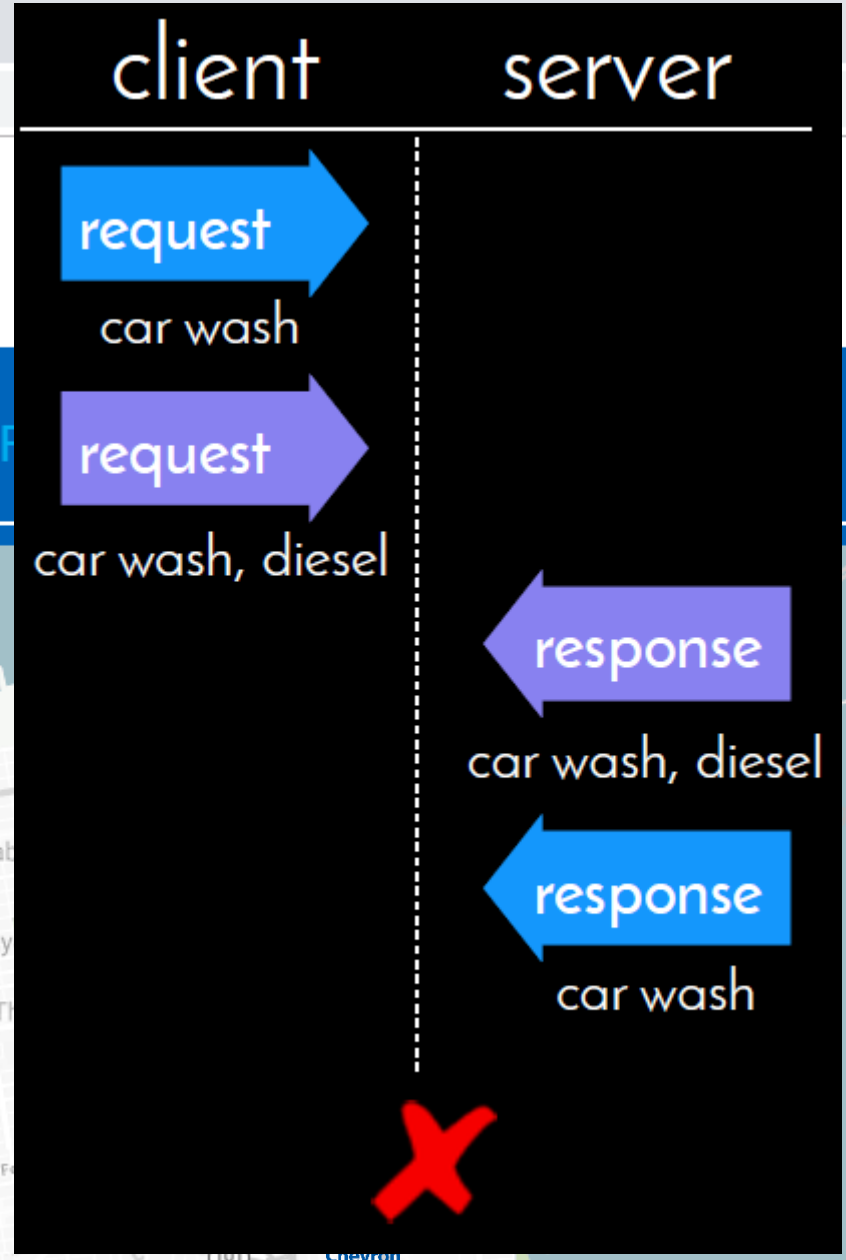 client server
request
car wash
request
car wash, diesel
response
car wash, diesel
response
car wash
Chevron